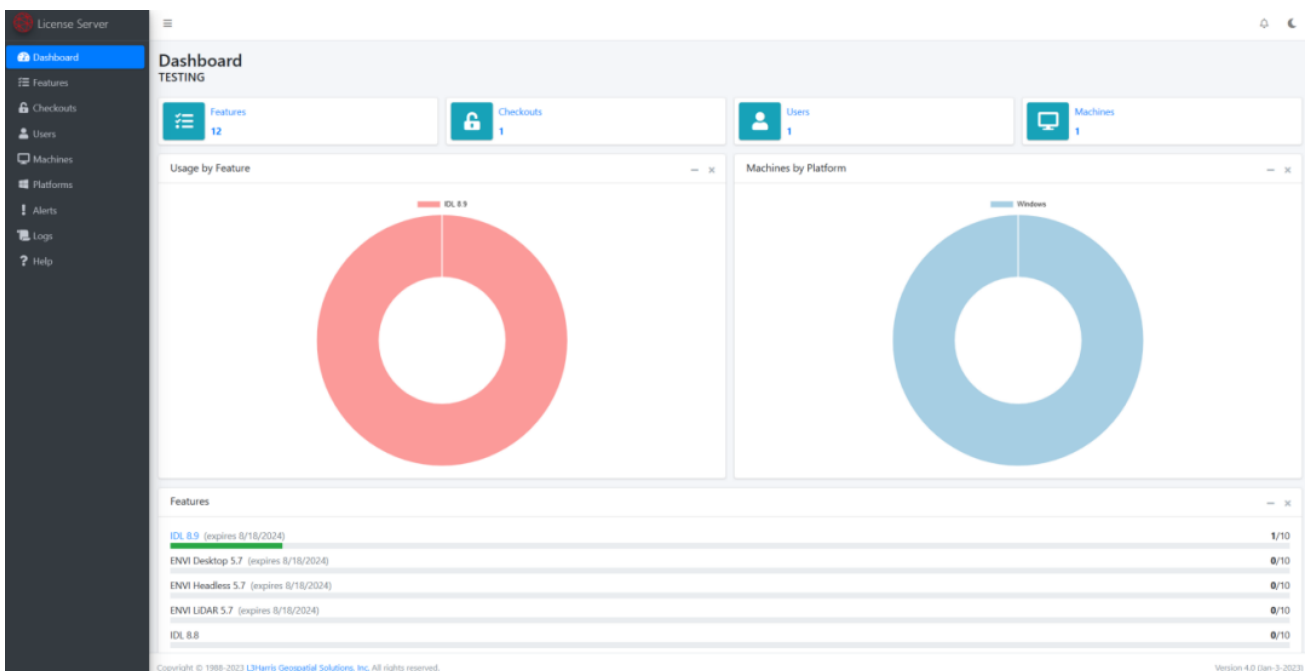 License Server
Dashboard
Features
Checkouts
Users
Machines
Platforms
Alerts
Logs
Help
Dashboard
TESTING
Features
12
Checkouts
1
Users
1
Machines
1
Usage by Feature
IDL 8.9
Machines by Platform
Windows
Features
IDL 8.9 (expires 8/18/2024) 1/10
ENVI Desktop 5.7 (expires 8/18/2024) 0/10
ENVI Headless 5.7 (expires 8/18/2024) 0/10
ENVI LiDAR 5.7 (expires 8/18/2024) 0/10
IDL 8.8 0/10
Copyright © 1988-2023 L3Harris Geospatial Solutions, Inc. All rights reserved. Version 4.0 (Jan-3-2023)